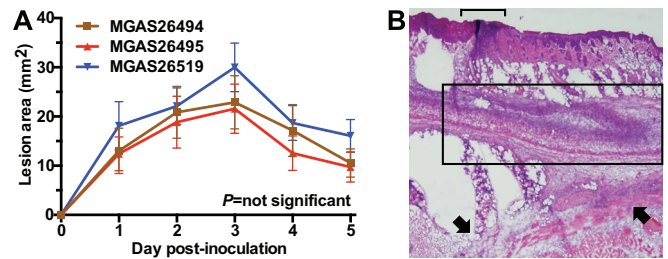 A
B
MGAS26494
MGAS26495
MGAS26519
Lesion area (mm2)
40
30
20
10
0
P=not significant
0 1 2 3 4 5
Day post-inoculation